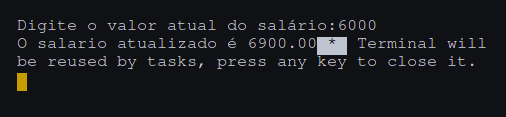 Digite o valor atual do salário:6000
O salario atualizado é 6900.00 * Terminal will
be reused by tasks, press any key to close it.